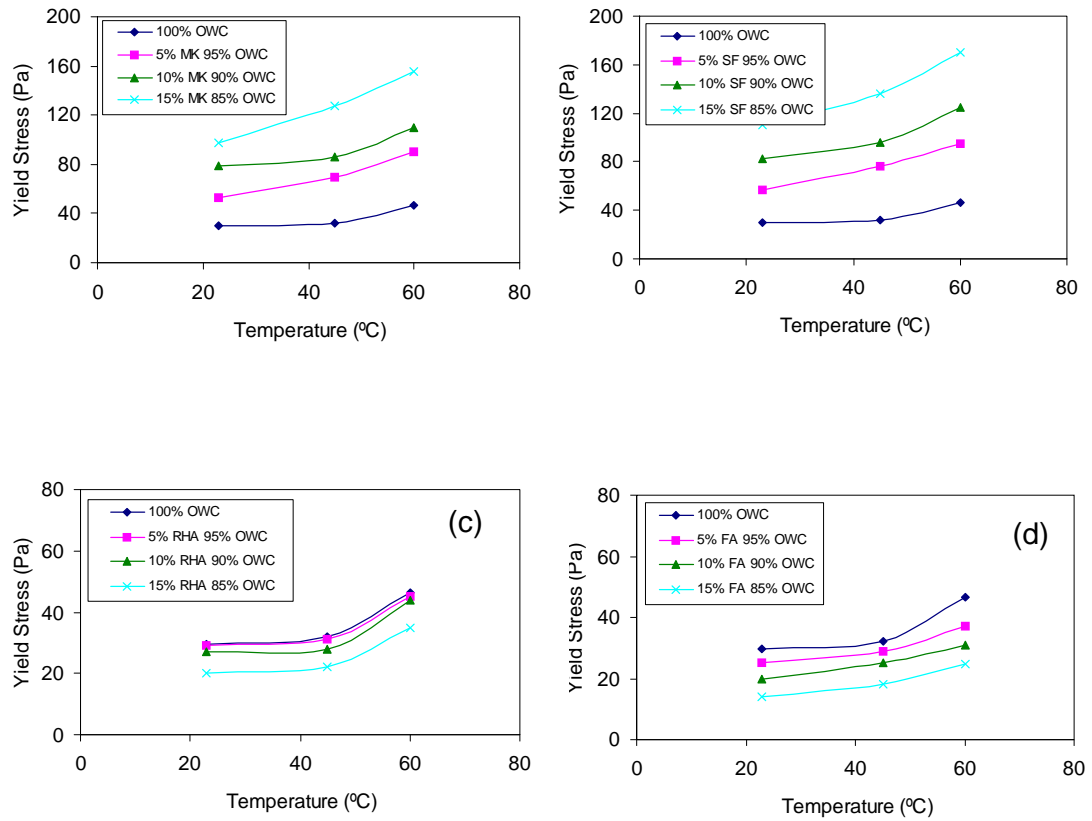 200
160
120
80
40
0
Yield Stress (Pa)
100% OWC
5% MK 95% OWC
10% MK 90% OWC
15% MK 85% OWC
0 20 40 60 80
Temperature (ºC)
200
160
120
80
40
0
Yield Stress (Pa)
100% OWC
5% SF 95% OWC
10% SF 90% OWC
15% SF 85% OWC
0 20 40 60 80
Temperature (ºC)
80
60
40
20
0
Yield Stress (Pa)
100% OWC
5% RHA 95% OWC
10% RHA 90% OWC
15% RHA 85% OWC
(c)
0 20 40 60 80
Temperature (ºC)
80
60
40
20
0
Yield Stress (Pa)
100% OWC
5% FA 95% OWC
10% FA 90% OWC
15% FA 85% OWC
(d)
0 20 40 60 80
Temperature (ºC)